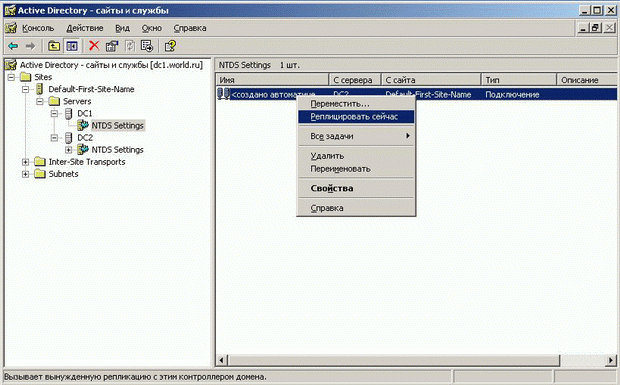 Active Directory - сайты и службы
Консоль Действие Вид Окно Справка
Active Directory - сайты и службы [dc1.world.ru]
Sites
Default-First-Site-Name
Servers
DC1
NTDS Settings
DC2
NTDS Settings
Inter-Site Transports
Subnets
NTDS Settings 1 шт.
Имя С сервера С сайта Тип Описание
<создано автоматиче... DC2 Default-First-Site-Name Подключение
Переместить...
Реплицировать сейчас
Все задачи
Удалить
Переименовать
Свойства
Справка
Вызывает вынужденную репликацию с этим контроллером домена.